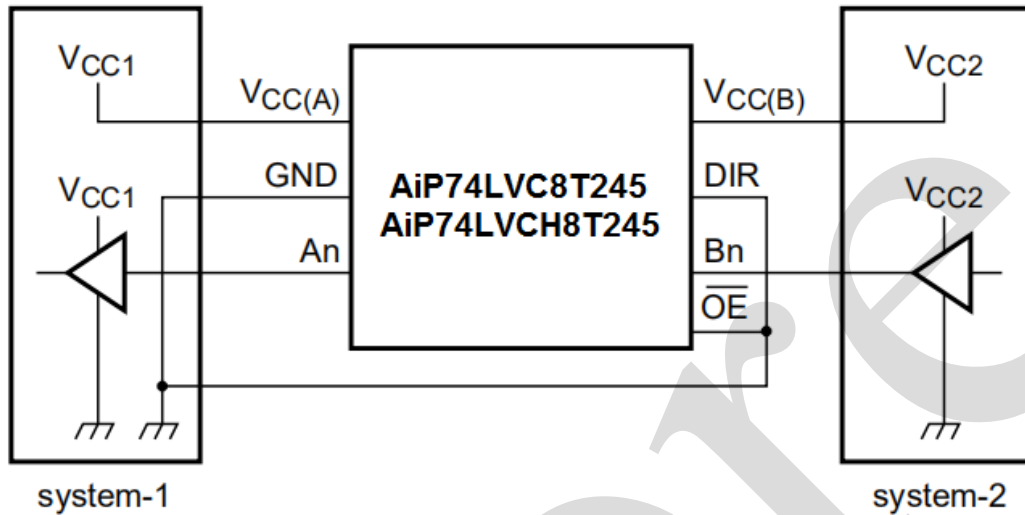 VCC1
VCC(A)
VCC(B)
VCC2
VCC1
GND
AiP74LVC8T245
AiP74LVCH8T245
DIR
VCC2
An
Bn
OE
system-1
system-2